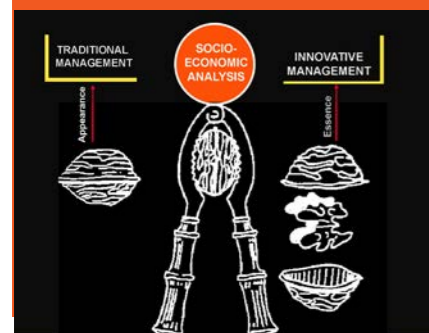 TRADITIONAL
MANAGEMENT
SOCIO-
ECONOMIC
ANALYSIS
INNOVATIVE
MANAGEMENT
Appearance
Essence